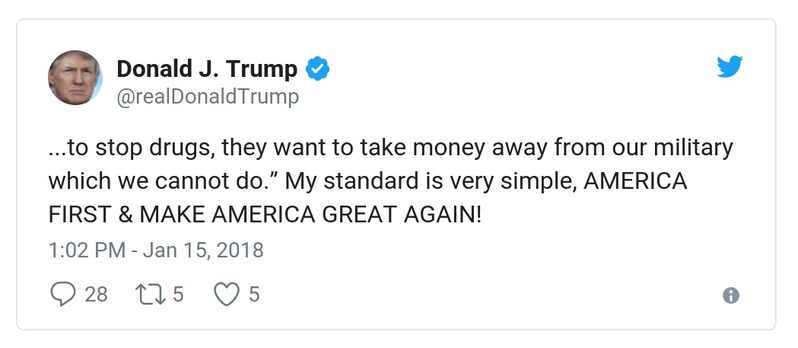 Donald J. Trump
@realDonaldTrump
...to stop drugs, they want to take money away from our military
which we cannot do.” My standard is very simple, AMERICA
FIRST & MAKE AMERICA GREAT AGAIN!
1:02 PM - Jan 15, 2018
28 5 5